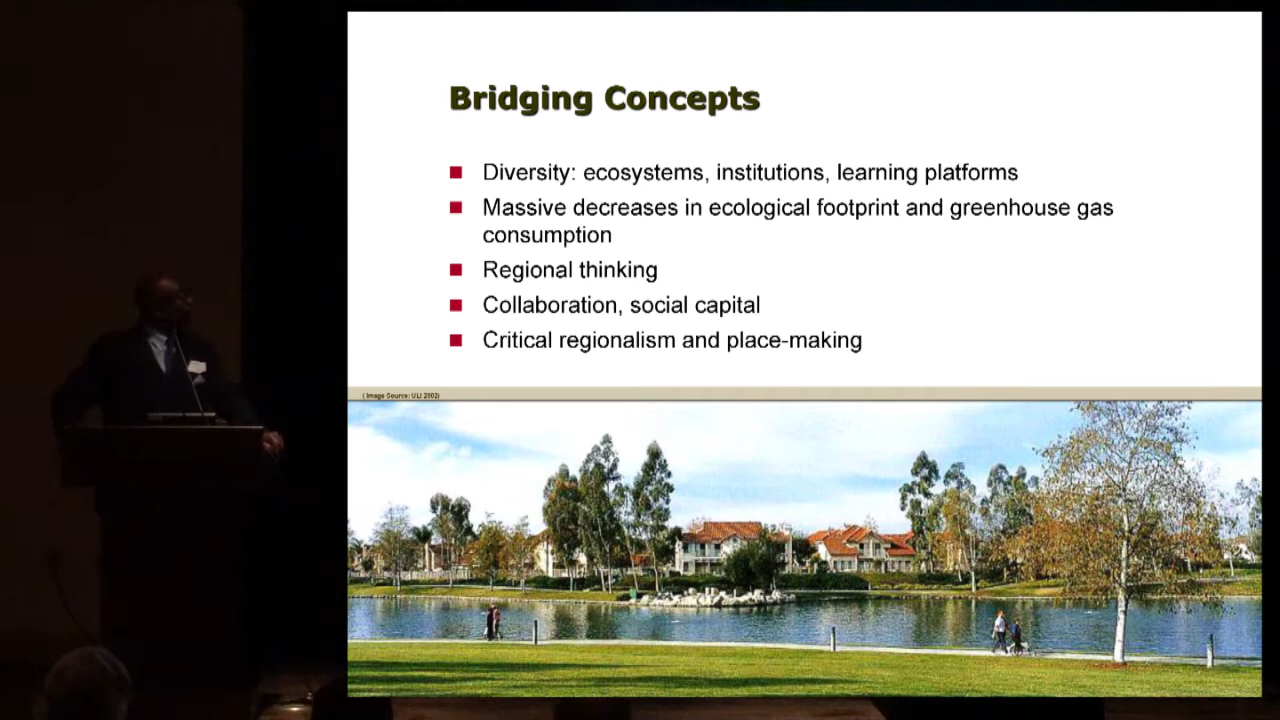 Bridging Concepts
Diversity: ecosystems, institutions, learning platforms
Massive decreases in ecological footprint and greenhouse gas
consumption
Regional thinking
Collaboration, social capital
Critical regionalism and place-making
( Image Source: ULI 2002)